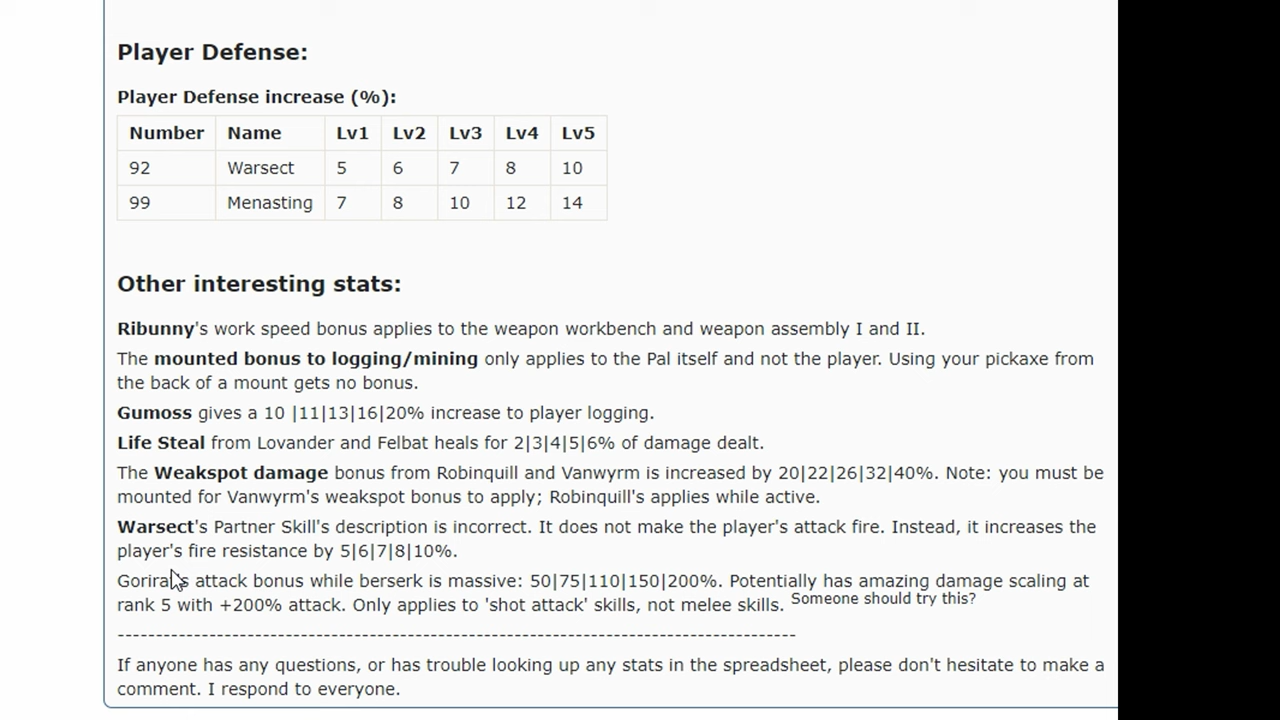 Player Defense:
Player Defense increase (%):
Number Name Lv1 Lv2 Lv3 Lv4 Lv5
92 Warsect 5 6 7 8 10
99 Menasting 7 8 10 12 14
Other interesting stats:
Ribunny's work speed bonus applies to the weapon workbench and weapon assembly I and II.
The mounted bonus to logging/mining only applies to the Pal itself and not the player. Using your pickaxe from
the back of a mount gets no bonus.
Gumoss gives a 10 |11|13|16|20% increase to player logging.
Life Steal from Lovander and Felbat heals for 2|3|4|5|6% of damage dealt.
The Weakspot damage bonus from Robinquill and Vanwyrm is increased by 20|22|26|32|40%. Note: you must be
mounted for Vanwyrm's weakspot bonus to apply; Robinquill's applies while active.
Warsect's Partner Skill's description is incorrect. It does not make the player's attack fire. Instead, it increases the
player's fire resistance by 5|6|7|8|10%.
Gorirat's attack bonus while berserk is massive: 50|75|110|150|200%. Potentially has amazing damage scaling at
rank 5 with +200% attack. Only applies to 'shot attack' skills, not melee skills. Someone should try this?
-----------------------------------------------------------------------------------------
If anyone has any questions, or has trouble looking up any stats in the spreadsheet, please don't hesitate to make a
comment. I respond to everyone.